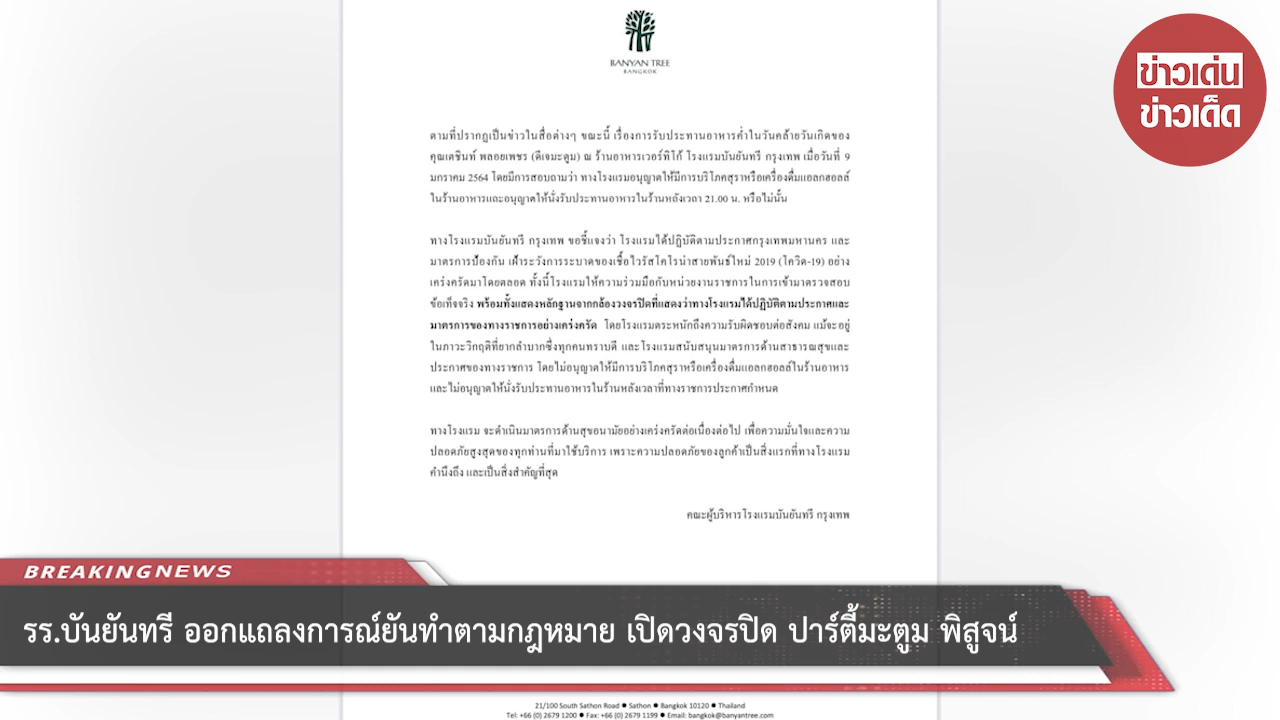 BANYAN TREE
BANGKOK
ข่าวเด่น
ข่าวเด็ด
ตามที่ปรากฏเป็นข่าวในสื่อต่างๆ ขณะนี้ เรื่องการรับประทานอาหารค่ำในวันคล้ายวันเกิดของ
คุณเตชินท์ พลอยเพชร (ดีเจมะตูม) ณ ร้านอาหารเวอร์ทิโก้ โรงแรมบันยันทรี กรุงเทพ เมื่อวันที่ 9
มกราคม 2564 โดยมีการสอบถามว่า ทางโรงแรมอนุญาตให้มีการบริโภคสุราหรือเครื่องดื่มแอลกฮอลล์
ในร้านอาหารและอนุญาตให้นั่งรับประทานอาหารในร้านหลังเวลา 21.00 น. หรือไม่นั้น
ทางโรงแรมบันยันทรี กรุงเทพ ขอชี้แจงว่า โรงแรมได้ปฏิบัติตามประกาศกรุงเทพมหานคร และ
มาตรการป้องกัน เฝ้าระวังการระบาดของเชื้อไวรัสโคโรน่าสายพันธ์ใหม่ 2019 (โควิด-19) อย่าง
เคร่งครัดมาโดยตลอด ทั้งนี้โรงแรมให้ความร่วมมือกับหน่วยงานราชการในการเข้ามาตรวจสอบ
ข้อเท็จจริง พร้อมทั้งแสดงหลักฐานจากกล้องวงจรปิดที่แสดงว่าทางโรงแรมได้ปฏิบัติตามประกาศและ
มาตรการของทางราชการอย่างเคร่งครัด โดยโรงแรมตระหนักถึงความรับผิดชอบต่อสังคม แม้จะอยู่
ในภาวะวิกฤติที่ยากลำบากซึ่งทุกคนทราบดี และโรงแรมสนับสนุนมาตรการด้านสาธารณสุขและ
ประกาศของทางราชการ โดยไม่อนุญาตให้มีการบริโภคสุราหรือเครื่องดื่มแอลกฮอลล์ในร้านอาหาร
และไม่อนุญาตให้นั่งรับประทานอาหารในร้านหลังเวลาที่ทางราชการประกาศกำหนด
ทางโรงแรม จะดำเนินมาตรการด้านสุขอนามัยอย่างเคร่งครัดต่อเนื่องต่อไป เพื่อความมั่นใจและความ
ปลอดภัยสูงสุดของทุกท่านที่มาใช้บริการ เพราะความปลอดภัยของลูกค้าเป็นสิ่งแรกที่ทางโรงแรม
คำนึงถึง และเป็นสิ่งสำคัญที่สุด
คณะผู้บริหารโรงแรมบันยันทรี กรุงเทพ
BREAKINGNEWS
รร.บันยันทรี ออกแถลงการณ์ยันทำตามกฎหมาย เปิดวงจรปิด ปาร์ตี้มะตูม พิสูจน์
21/100 South Sathon Road ● Sathon ● Bangkok 10120 ● Thailand
Tel: +66 (0) 2679 1200 ● Fax: +66 (0) 2679 1199 ● Email: bangkok@banyantree.com